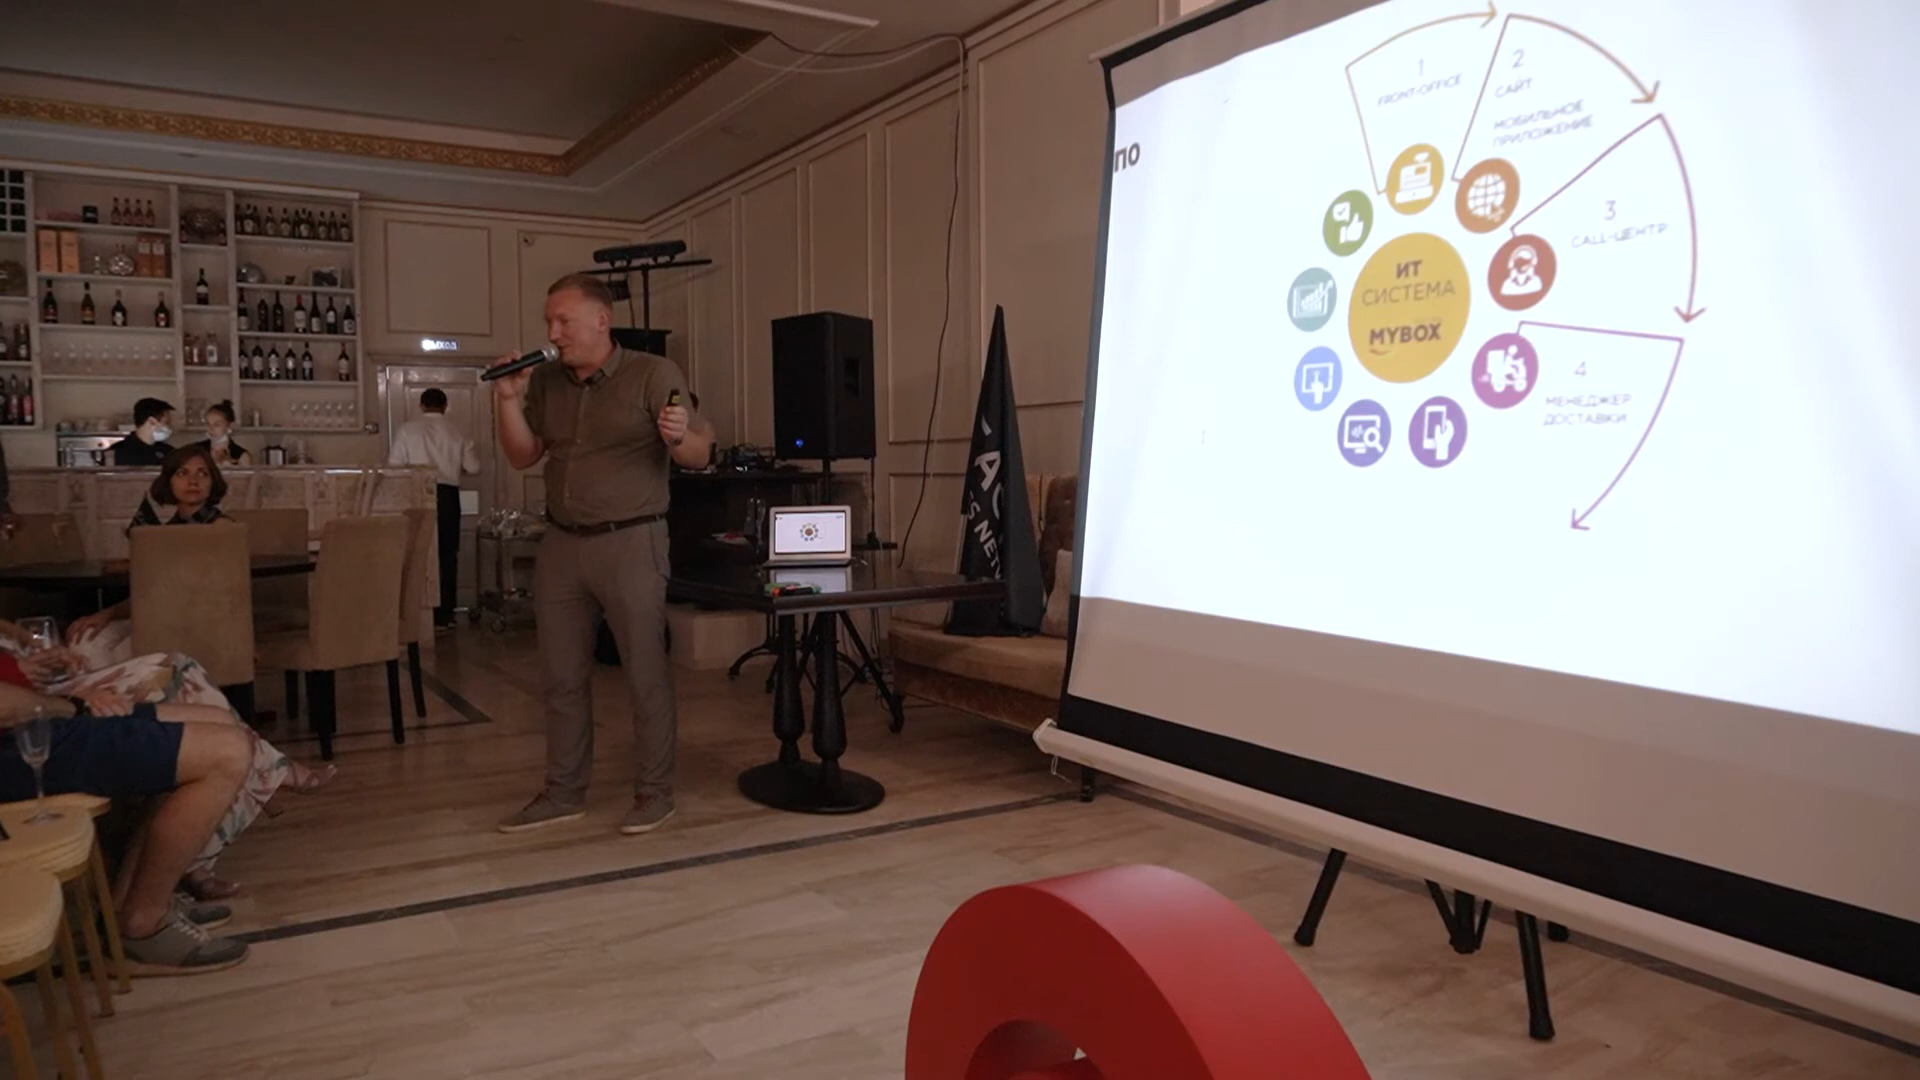 ПО
1
FRONT-OFFICE
2
САЙТ
МОБИЛЬНОЕ
ПРИЛОЖЕНИЕ
3
CALL-ЦЕНТР
ИТ
СИСТЕМА
MYBOX
4
МЕНЕДЖЕР
ДОСТАВКИ
ВЫХОД